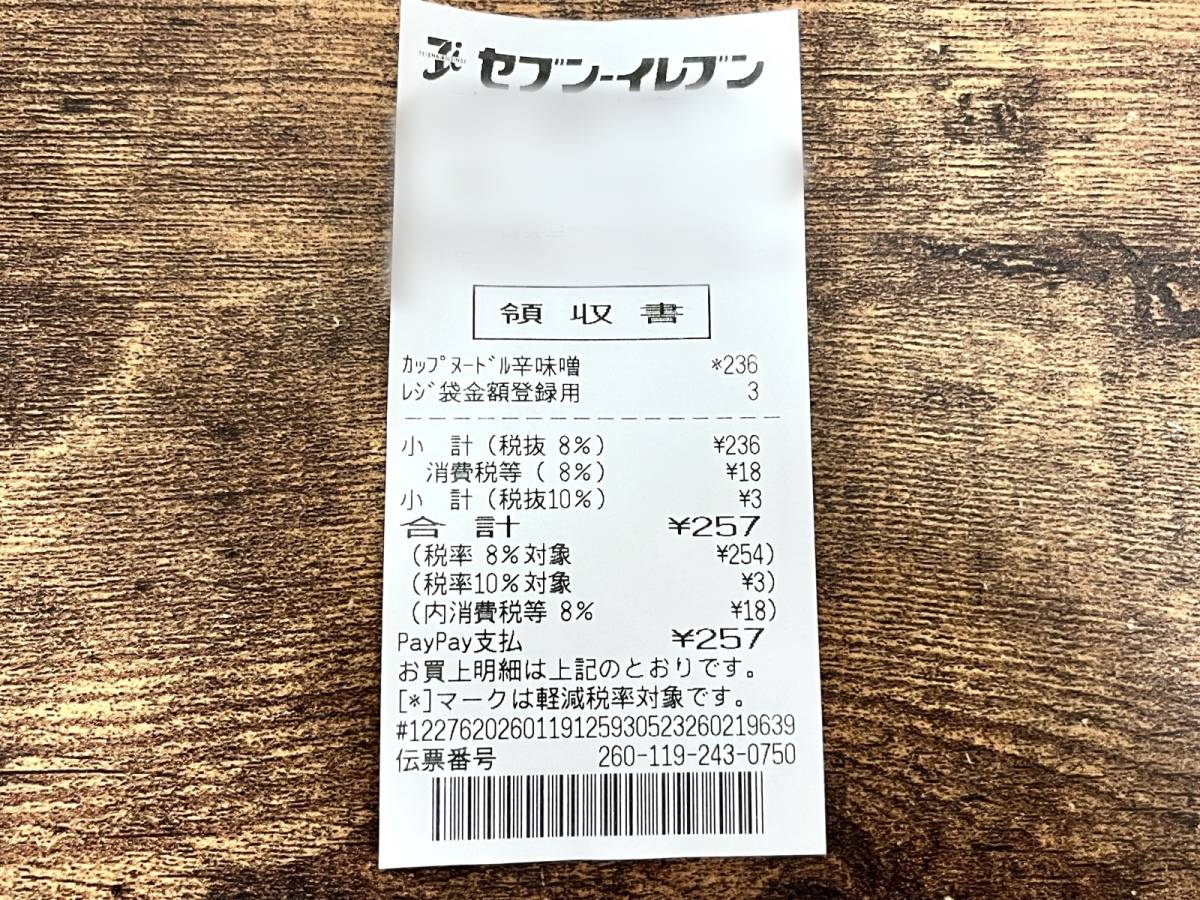 セブン-イレブン
領収書
ｶｯﾌﾟﾇｰﾄﾞﾙ辛味噌 *236
ﾚｼﾞ袋金額登録用 3
小 計(税抜 8%) ¥236
消費税等( 8%) ¥18
小 計(税抜10%) ¥3
合 計 ¥257
(税率 8%対象 ¥254)
(税率10%対象 ¥3)
(内消費税等 8% ¥18)
PayPay支払 ¥257
お買上明細は上記のとおりです。
[*]マークは軽減税率対象です。
#1227620260119125930523260219639
伝票番号 260-119-243-0750